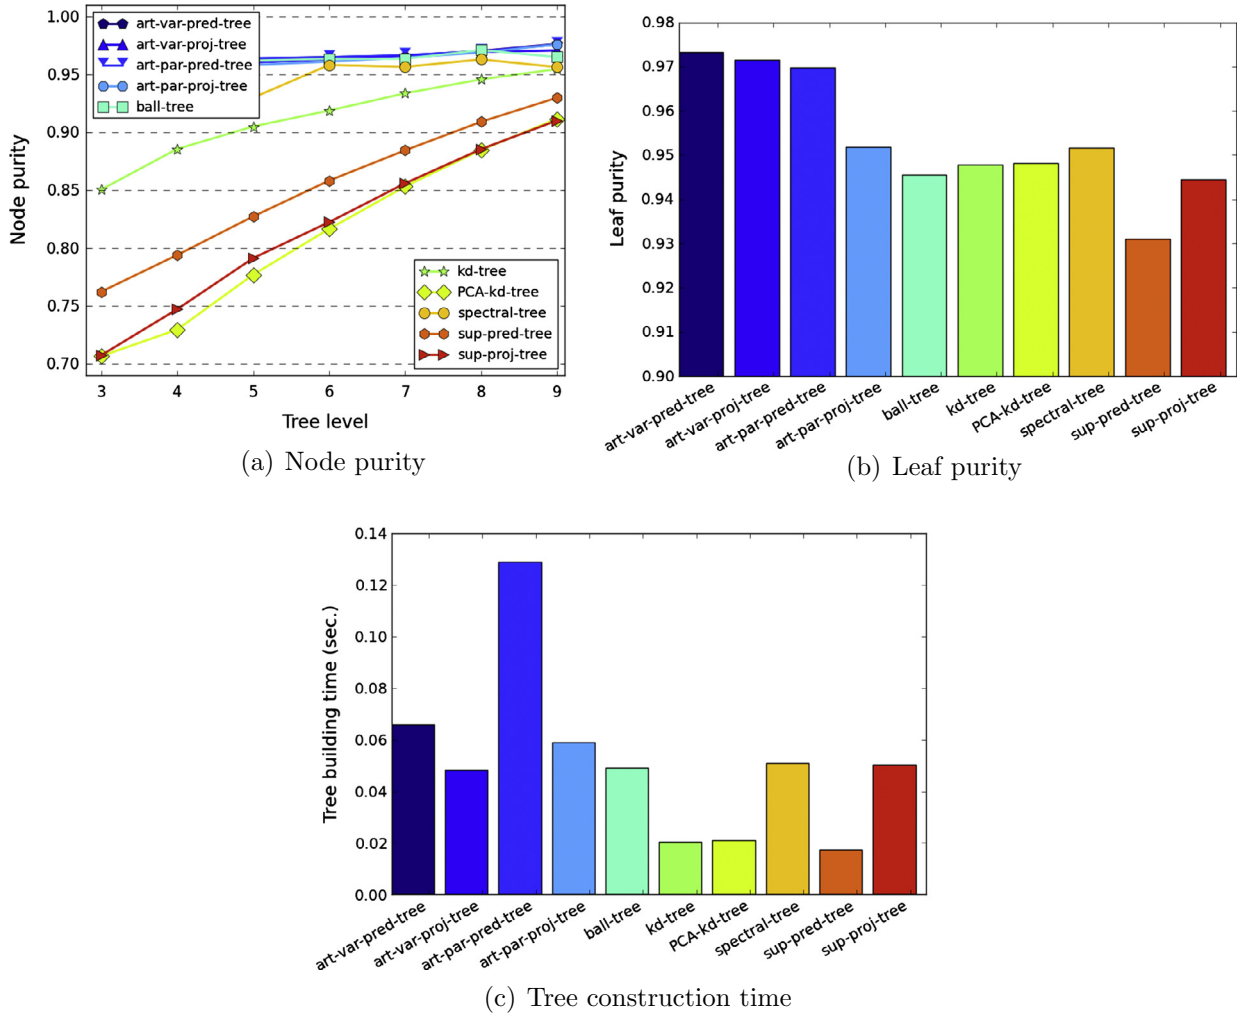 1.00
0.95
0.90
0.85
0.80
0.75
0.70
Node purity
art-var-pred-tree
art-var-proj-tree
art-par-pred-tree
art-par-proj-tree
ball-tree
kd-tree
PCA-kd-tree
spectral-tree
sup-pred-tree
sup-proj-tree
3 4 5 6 7 8 9
Tree level
(a) Node purity
0.98
0.97
0.96
0.95
0.94
0.93
0.92
0.91
0.90
Leaf purity
art-var-pred-tree
art-var-proj-tree
art-par-pred-tree
art-par-proj-tree
ball-tree
kd-tree
PCA-kd-tree
spectral-tree
sup-pred-tree
sup-proj-tree
(b) Leaf purity
0.14
0.12
0.10
0.08
0.06
0.04
0.02
0.00
Tree building time (sec.)
art-var-pred-tree
art-var-proj-tree
art-par-pred-tree
art-par-proj-tree
ball-tree
kd-tree
PCA-kd-tree
spectral-tree
sup-pred-tree
sup-proj-tree
(c) Tree construction time